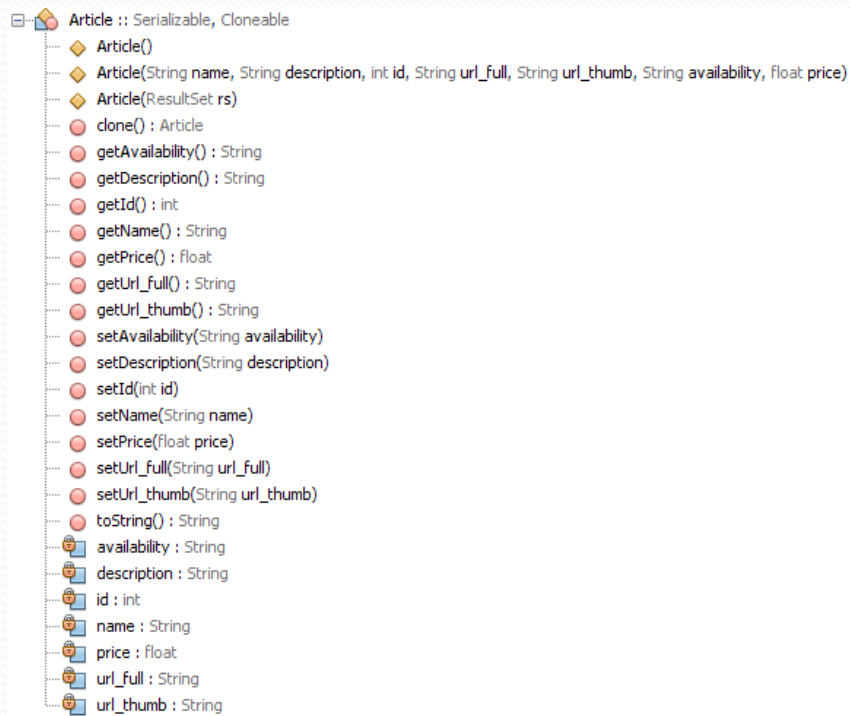 Article :: Serializable, Cloneable
Article()
Article(String name, String description, int id, String url_full, String url_thumb, String availability, float price)
Article(ResultSet rs)
clone() : Article
getAvailability() : String
getDescription() : String
getId() : int
getName() : String
getPrice() : float
getUrl_full() : String
getUrl_thumb() : String
setAvailability(String availability)
setDescription(String description)
setId(int id)
setName(String name)
setPrice(float price)
setUrl_full(String url_full)
setUrl_thumb(String url_thumb)
toString() : String
availability : String
description : String
id : int
name : String
price : float
url_full : String
url_thumb : String